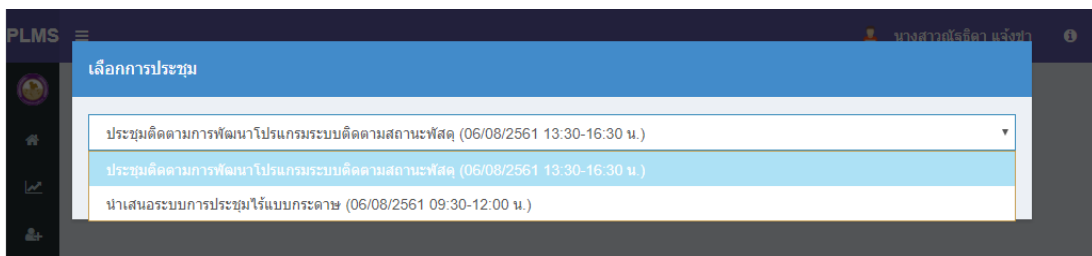 PLMS
นางสาวณัฐธิดา แจ้งขำ
เลือกการประชุม
ประชุมติดตามการพัฒนาโปรแกรมระบบติดตามสถานะพัสดุ (06/08/2561 13:30-16:30 น.)
ประชุมติดตามการพัฒนาโปรแกรมระบบติดตามสถานะพัสดุ (06/08/2561 13:30-16:30 น.)
นำเสนอระบบการประชุมไร้แบบกระดาษ (06/08/2561 09:30-12:00 น.)